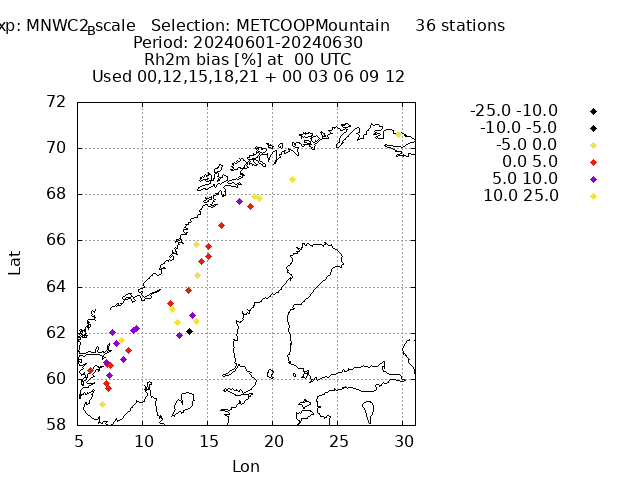 xp: MNWC2Bscale Selection: METCOOPMountain 36 stations
Period: 20240601-20240630
Rh2m bias [%] at 00 UTC
Used 00,12,15,18,21 + 00 03 06 09 12
-25.0 -10.0
-10.0 -5.0
-5.0 0.0
0.0 5.0
5.0 10.0
10.0 25.0
72
70
68
66
64
62
60
58
Lat
5 10 15 20 25 30
Lon